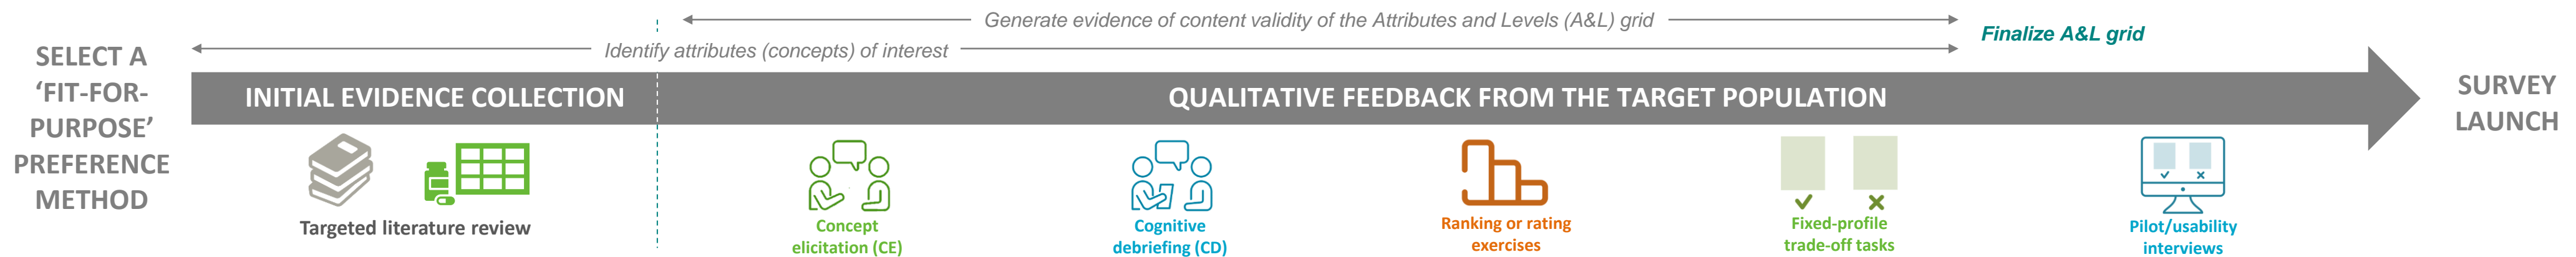 SELECT A
‘FIT-FOR-
PURPOSE’
PREFERENCE
METHOD
Generate evidence of content validity of the Attributes and Levels (A&L) grid
Identify attributes (concepts) of interest
Finalize A&L grid
INITIAL EVIDENCE COLLECTION
QUALITATIVE FEEDBACK FROM THE TARGET POPULATION
Targeted literature review
Concept
elicitation (CE)
Cognitive
debriefing (CD)
Ranking or rating
exercises
Fixed-profile
trade-off tasks
Pilot/usability
interviews
SURVEY
LAUNCH